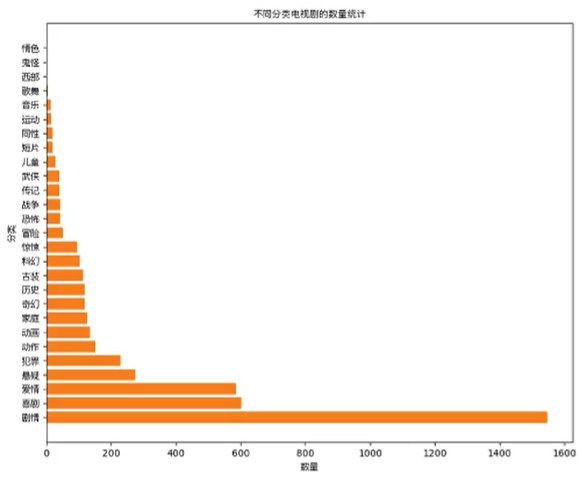 不同分类电视剧的数量统计
情色
鬼怪
西部
歌舞
音乐
运动
同性
短片
儿童
武侠
传记
战争
恐怖
冒险
惊悚
科幻
古装
历史
奇幻
家庭
动画
动作
犯罪
悬疑
爱情
喜剧
剧情
分类
0 200 400 600 800 1000 1200 1400 1600
数量